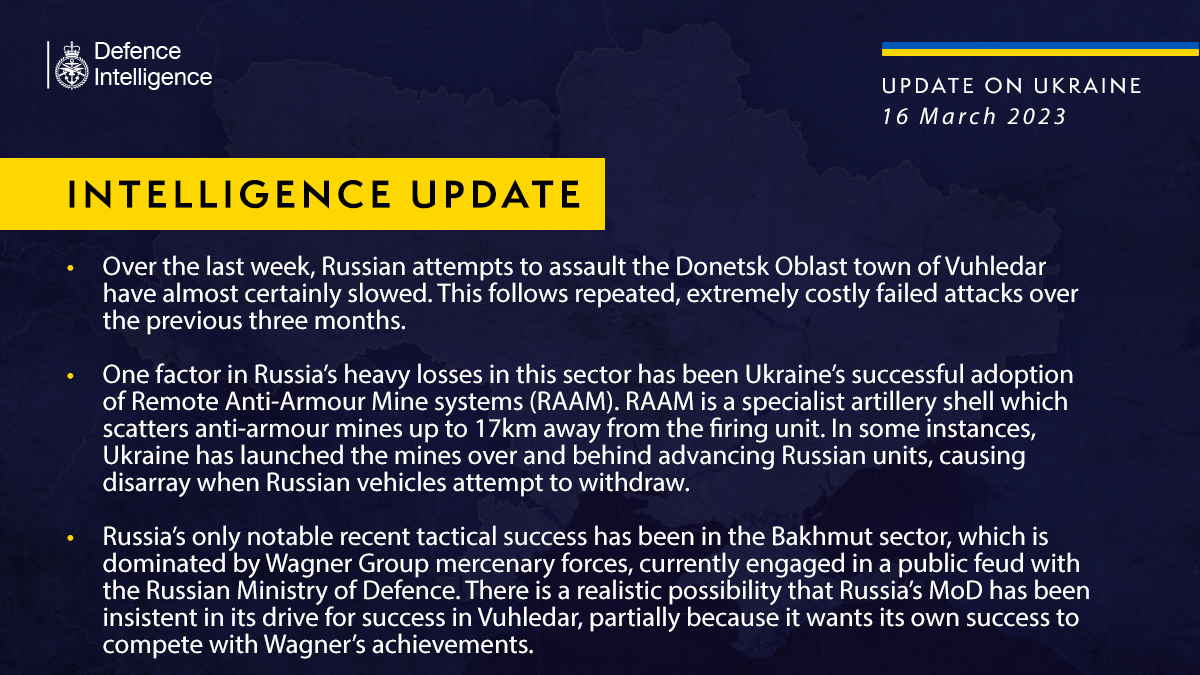 Defence
Intelligence
UPDATE ON UKRAINE
16 March 2023
INTELLIGENCE UPDATE
• Over the last week, Russian attempts to assault the Donetsk Oblast town of Vuhledar
have almost certainly slowed. This follows repeated, extremely costly failed attacks over
the previous three months.
• One factor in Russia’s heavy losses in this sector has been Ukraine’s successful adoption
of Remote Anti-Armour Mine systems (RAAM). RAAM is a specialist artillery shell which
scatters anti-armour mines up to 17km away from the firing unit. In some instances,
Ukraine has launched the mines over and behind advancing Russian units, causing
disarray when Russian vehicles attempt to withdraw.
• Russia’s only notable recent tactical success has been in the Bakhmut sector, which is
dominated by Wagner Group mercenary forces, currently engaged in a public feud with
the Russian Ministry of Defence. There is a realistic possibility that Russia’s MoD has been
insistent in its drive for success in Vuhledar, partially because it wants its own success to
compete with Wagner’s achievements.